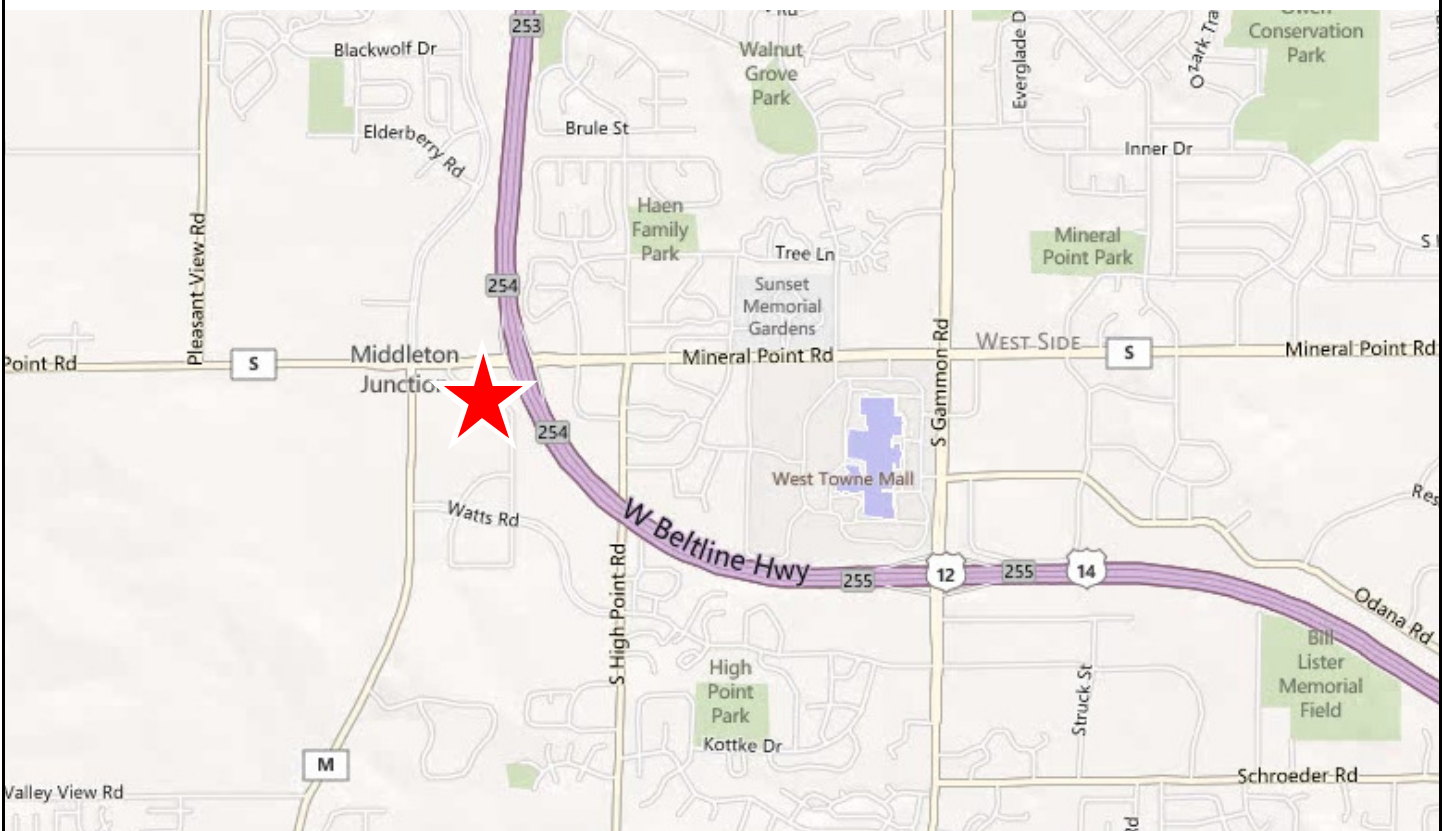 253
Blackwolf Dr
Walnut
Grove
Park
Everglade D
Ozark Tra
Conservation
Park
Elderberry Rd
Brule St
Inner Dr
Pleasant View Rd
Haen
Family
Park
Tree Ln
Mineral
Point Park
254
Sunset
Memorial
Gardens
S Gammon Rd
WEST SIDE
S
Mineral Point Rd
Point Rd
S
Middleton
Junction
Mineral Point Rd
254
West Towne Mall
Watts Rd
Res
W Beltline Hwy
S High Point Rd
255
12
255
14
Odana Rd
Bill
Lister
Memorial
Field
High
Point
Park
Kottke Dr
Struck St
M
Valley View Rd
Schroeder Rd
Rd